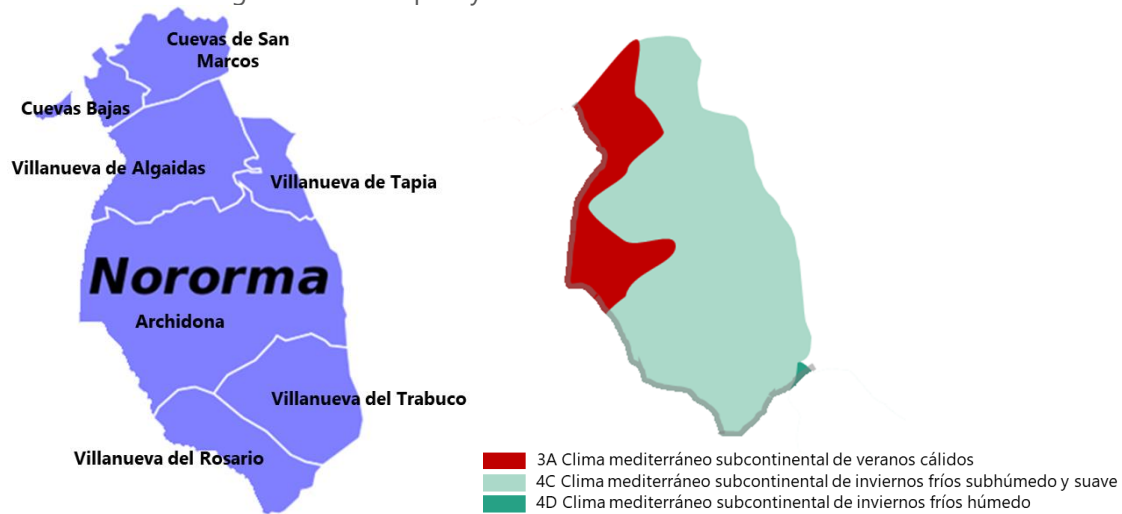 Cuevas de San
Marcos
Cuevas Bajas
Villanueva de Algaidas
Villanueva de Tapia
Nororma
Archidona
Villanueva del Trabuco
Villanueva del Rosario
3A Clima mediterráneo subcontinental de veranos cálidos
4C Clima mediterráneo subcontinental de inviernos fríos subhúmedo y suave
4D Clima mediterráneo subcontinental de inviernos fríos húmedo